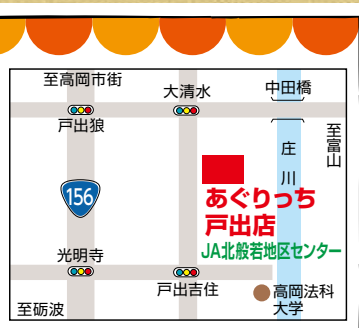 至高岡市街
大清水
中田橋
戸出狼
至富山
庄川
156
あぐりっち
戸出店
JA北般若地区センター
光明寺
戸出吉住
高岡法科
大学
至砺波